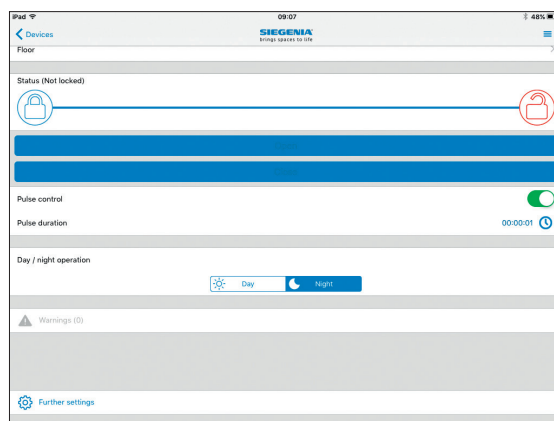 iPad 09:07 48%
Devices SIEGENIA
brings spaces to life
Floor
Status (Not locked)
Pulse control
Pulse duration 00:00:01
Day / night operation
Day Night
Warnings (0)
Further settings